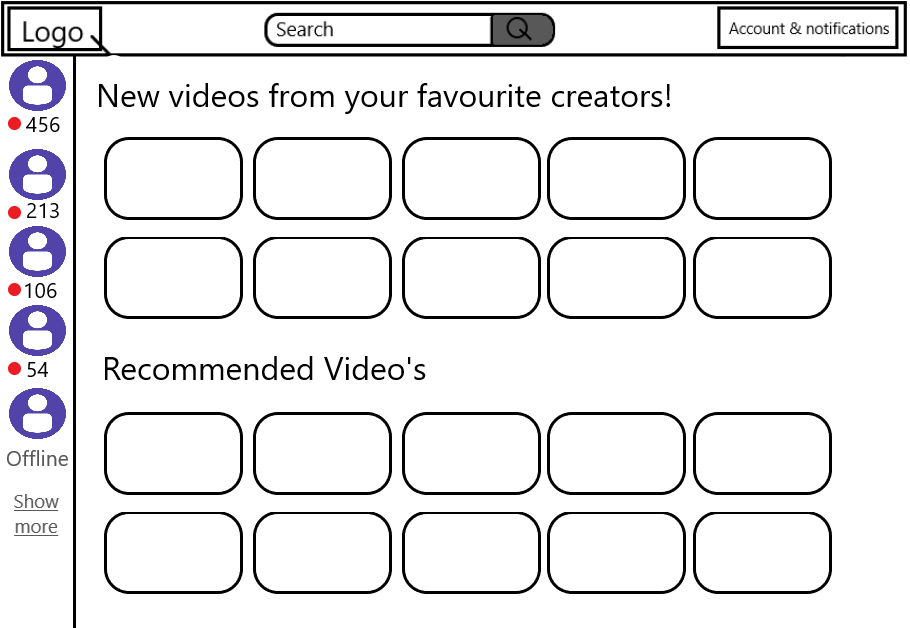 Logo
Search
Account & notifications
456
213
106
54
Offline
Show
more
New videos from your favourite creators!
Recommended Video's